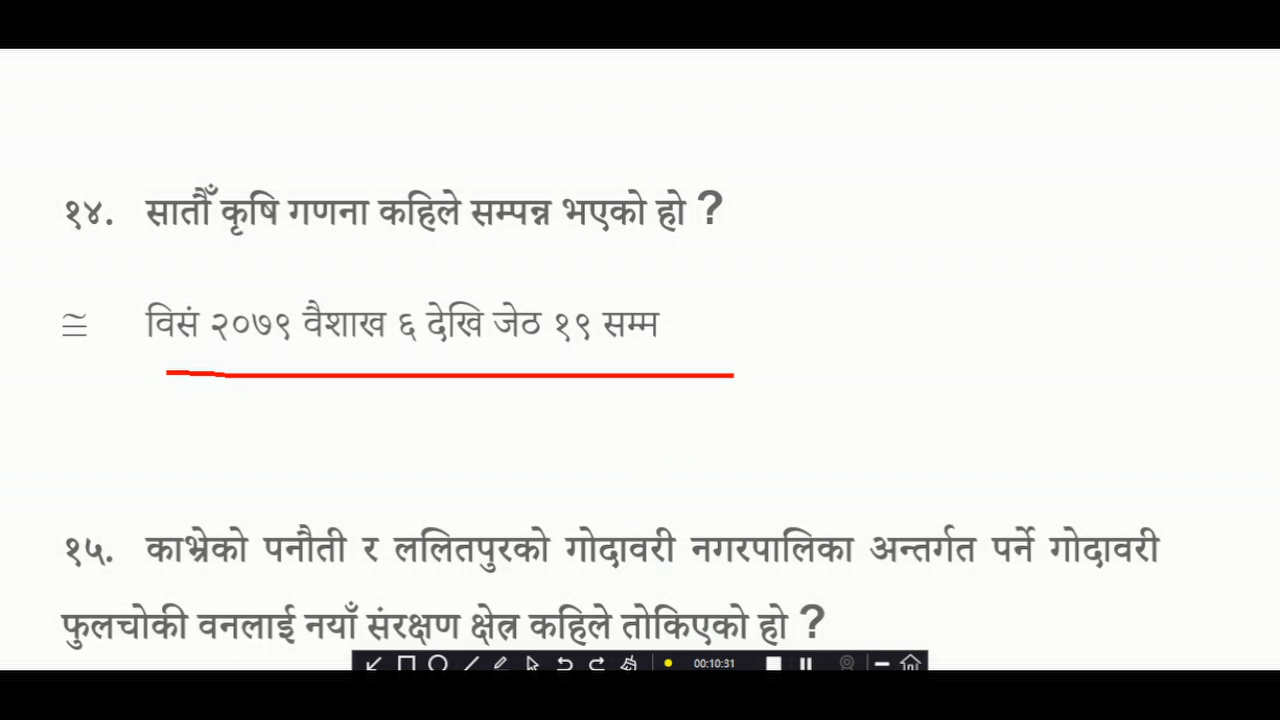 १४. सातौँ कृषि गणना कहिले सम्पन्न भएको हो ?
≅ विसं २०७९ वैशाख ६ देखि जेठ १९ सम्म
१५. काभ्रेको पनौती र ललितपुरको गोदावरी नगरपालिका अन्तर्गत पर्ने गोदावरी
फुलचोकी वनलाई नयाँ संरक्षण क्षेत्र कहिले तोकिएको हो ?
00:10:31